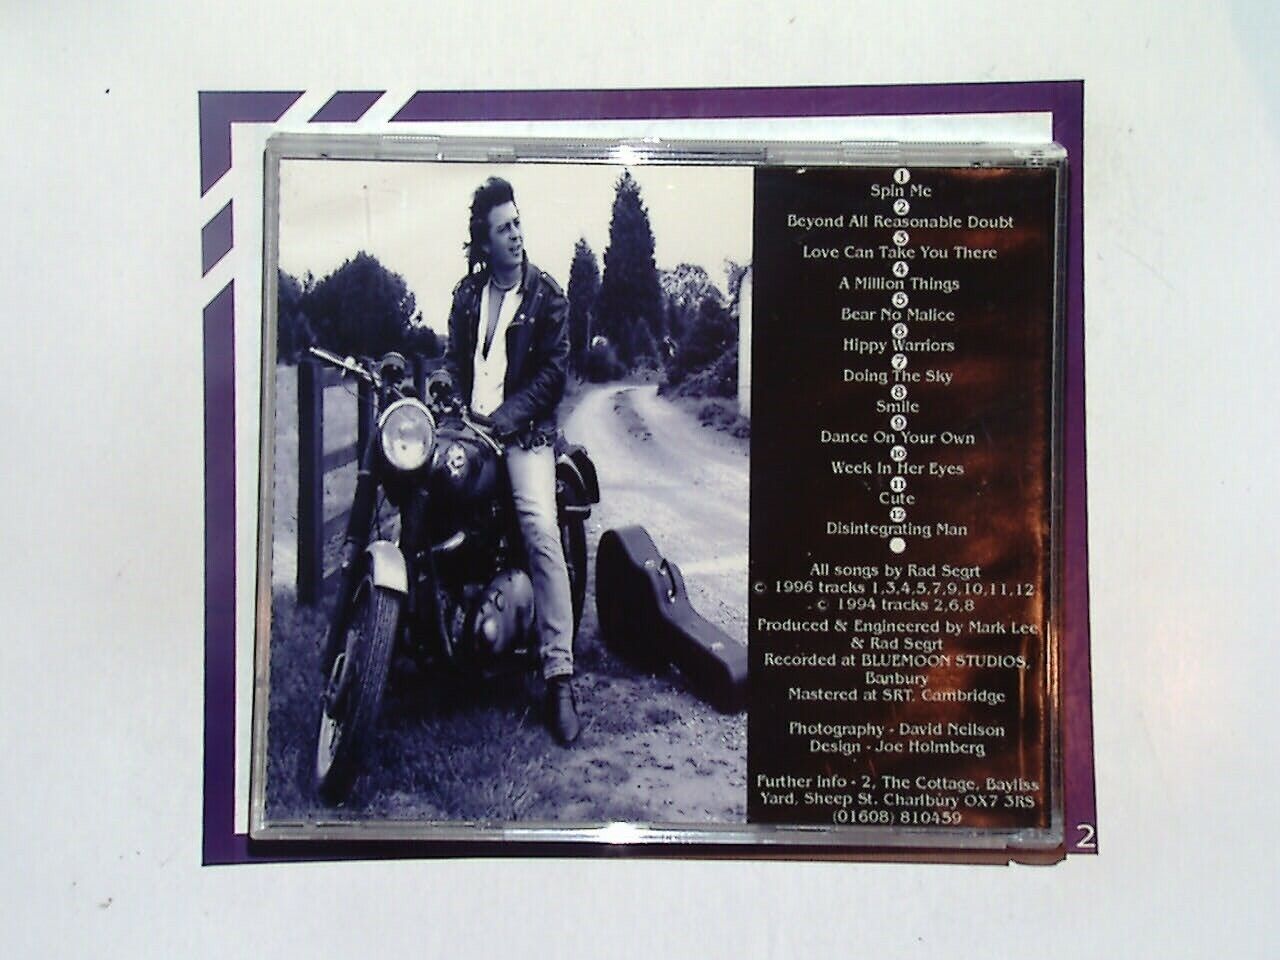 1
Spin Me
2
Beyond All Reasonable Doubt
3
Love Can Take You There
4
A Million Things
5
Bear No Malice
6
Hippy Warriors
7
Doing The Sky
8
Smile
9
Dance On Your Own
10
Week In Her Eyes
11
Cute
12
Disintegrating Man
All songs by Rad Segrt
© 1996 tracks 1,3,4,5,7,9,10,11,12
© 1994 tracks 2,6,8
Produced & Engineered by Mark Lee
& Rad Segrt
Recorded at BLUEMOON STUDIOS,
Banbury
Mastered at SRT, Cambridge
Photography - David Neilson
Design - Joe Holmberg
Further Info - 2, The Cottage, Bayliss
Yard, Sheep St. Charlbury OX7 3RS
(01608) 810459
2